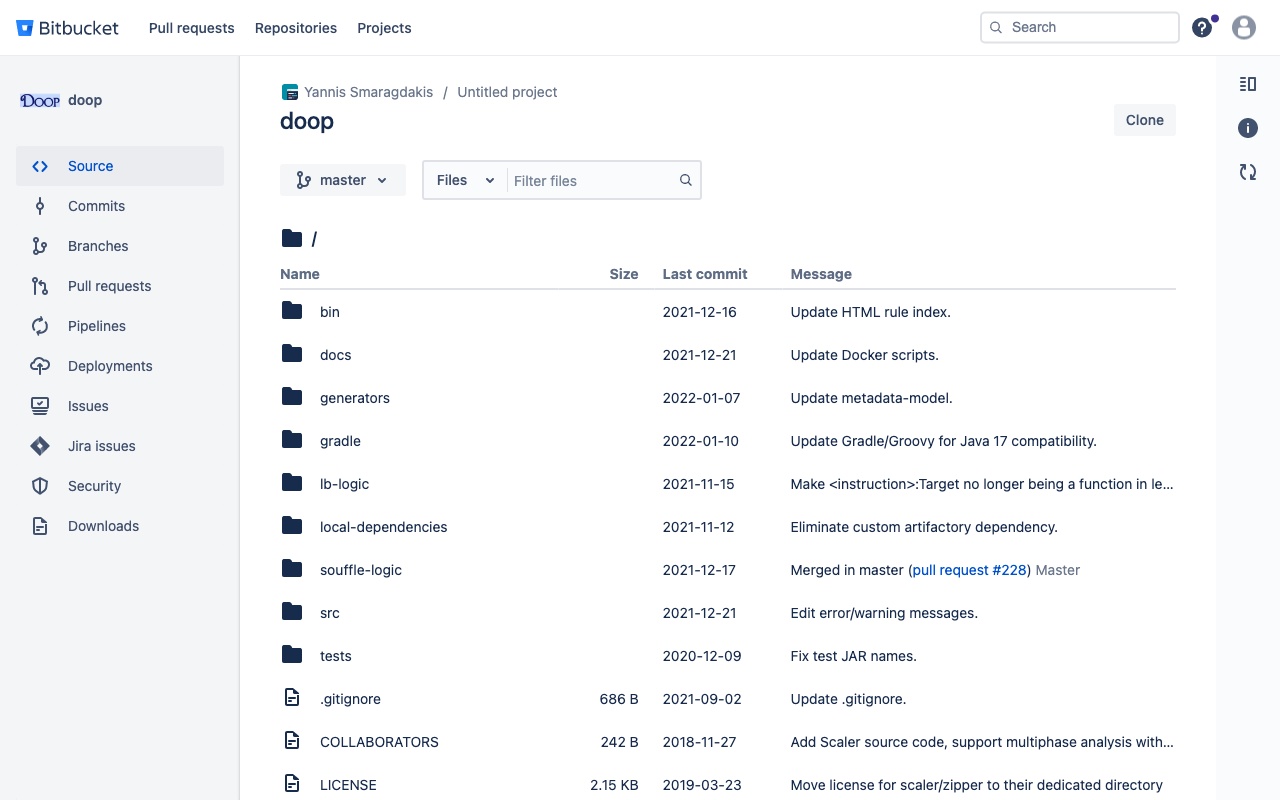 Bitbucket Pull requests Repositories Projects Search ?
Doop doop
Source
Commits
Branches
Pull requests
Pipelines
Deployments
Issues
Jira issues
Security
Downloads
Yannis Smaragdakis / Untitled project
doop
Clone
master Files Filter files
/
Name Size Last commit Message
bin 2021-12-16 Update HTML rule index.
docs 2021-12-21 Update Docker scripts.
generators 2022-01-07 Update metadata-model.
gradle 2022-01-10 Update Gradle/Groovy for Java 17 compatibility.
lb-logic 2021-11-15 Make <instruction>:Target no longer being a function in le...
local-dependencies 2021-11-12 Eliminate custom artifactory dependency.
souffle-logic 2021-12-17 Merged in master (pull request #228) Master
src 2021-12-21 Edit error/warning messages.
tests 2020-12-09 Fix test JAR names.
.gitignore 686 B 2021-09-02 Update .gitignore.
COLLABORATORS 242 B 2018-11-27 Add Scaler source code, support multiphase analysis with...
LICENSE 2.15 KB 2019-03-23 Move license for scaler/zipper to their dedicated directory